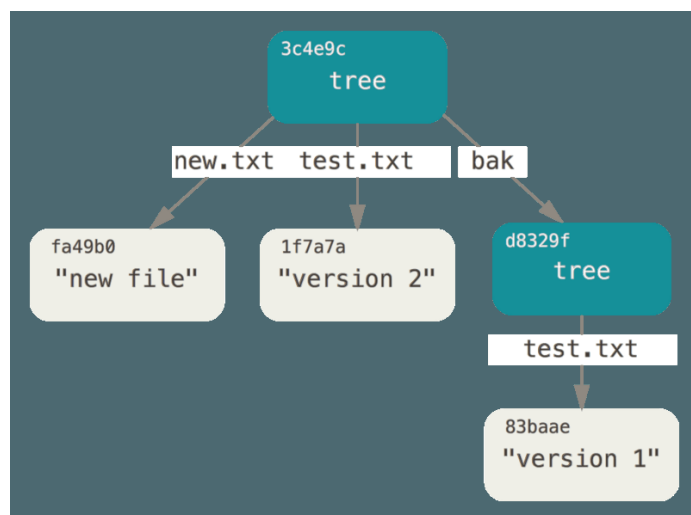 3c4e9c
tree
new.txt test.txt bak
fa49b0
"new file"
1f7a7a
"version 2"
d8329f
tree
test.txt
83baae
"version 1"